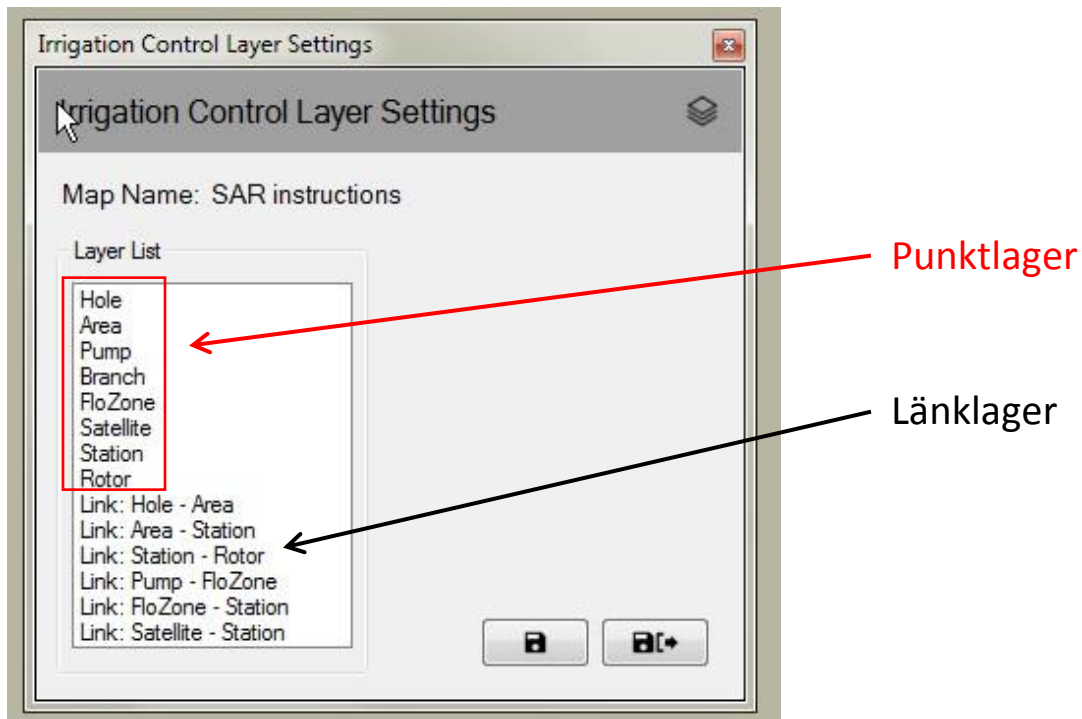 Irrigation Control Layer Settings
Irrigation Control Layer Settings
Map Name: SAR instructions
Layer List
Hole
Area
Pump
Branch
FloZone
Satellite
Station
Rotor
Link: Hole - Area
Link: Area - Station
Link: Station - Rotor
Link: Pump - FloZone
Link: FloZone - Station
Link: Satellite - Station
Punktlager
Länklager